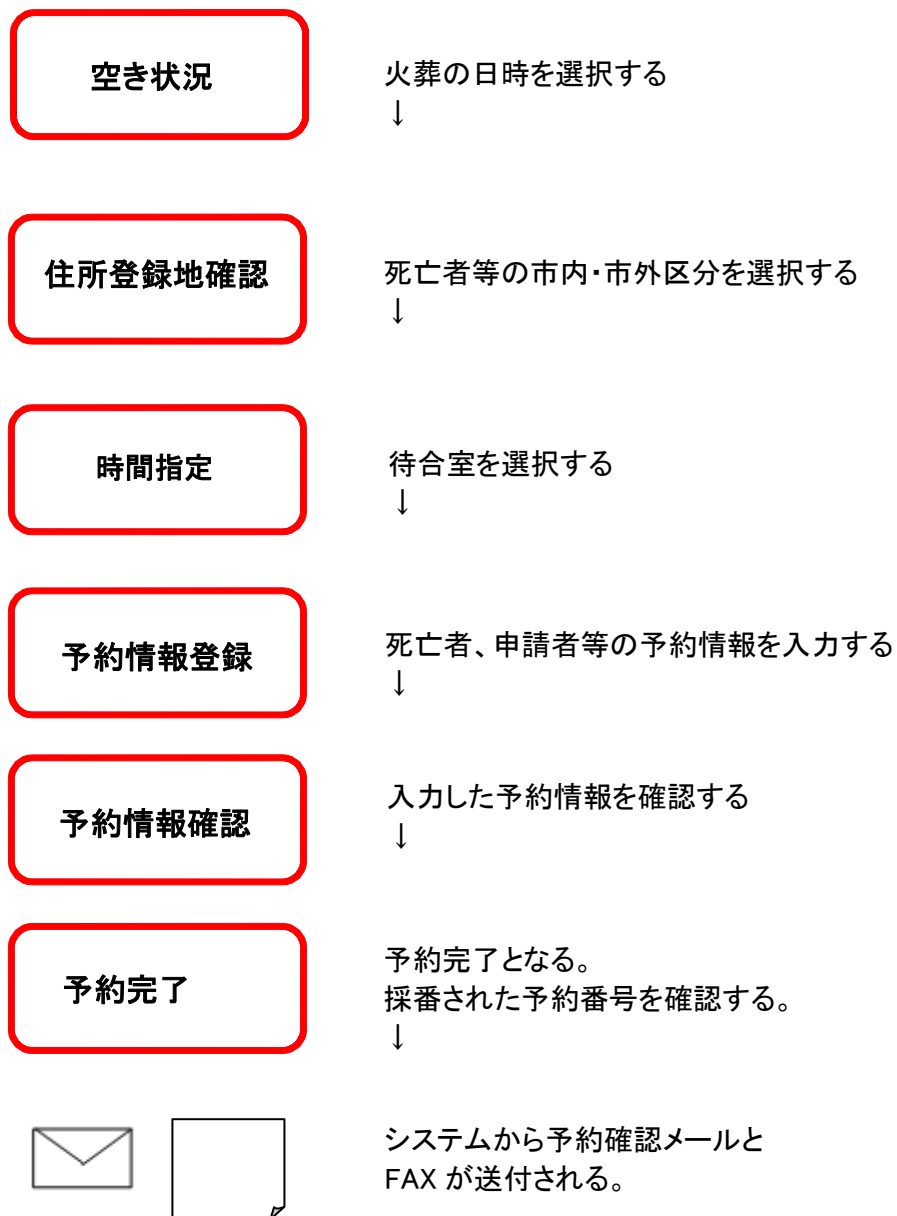 空き状況
火葬の日時を選択する
↓
住所登録地確認
死亡者等の市内・市外区分を選択する
↓
時間指定
待合室を選択する
↓
予約情報登録
死亡者、申請者等の予約情報を入力する
↓
予約情報確認
入力した予約情報を確認する
↓
予約完了
予約完了となる。
採番された予約番号を確認する。
↓
システムから予約確認メールと
FAX が送付される。